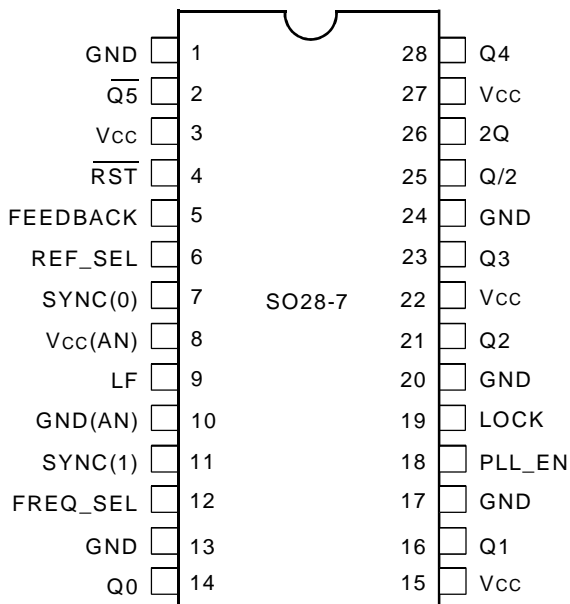 GND 1 28 Q4
Q5 2 27 VCC
VCC 3 26 2Q
RST 4 25 Q/2
FEEDBACK 5 24 GND
REF_SEL 6 23 Q3
SYNC(0) 7 SO28-7 22 VCC
VCC(AN) 8 21 Q2
LF 9 20 GND
GND(AN) 10 19 LOCK
SYNC(1) 11 18 PLL_EN
FREQ_SEL 12 17 GND
GND 13 16 Q1
Q0 14 15 VCC